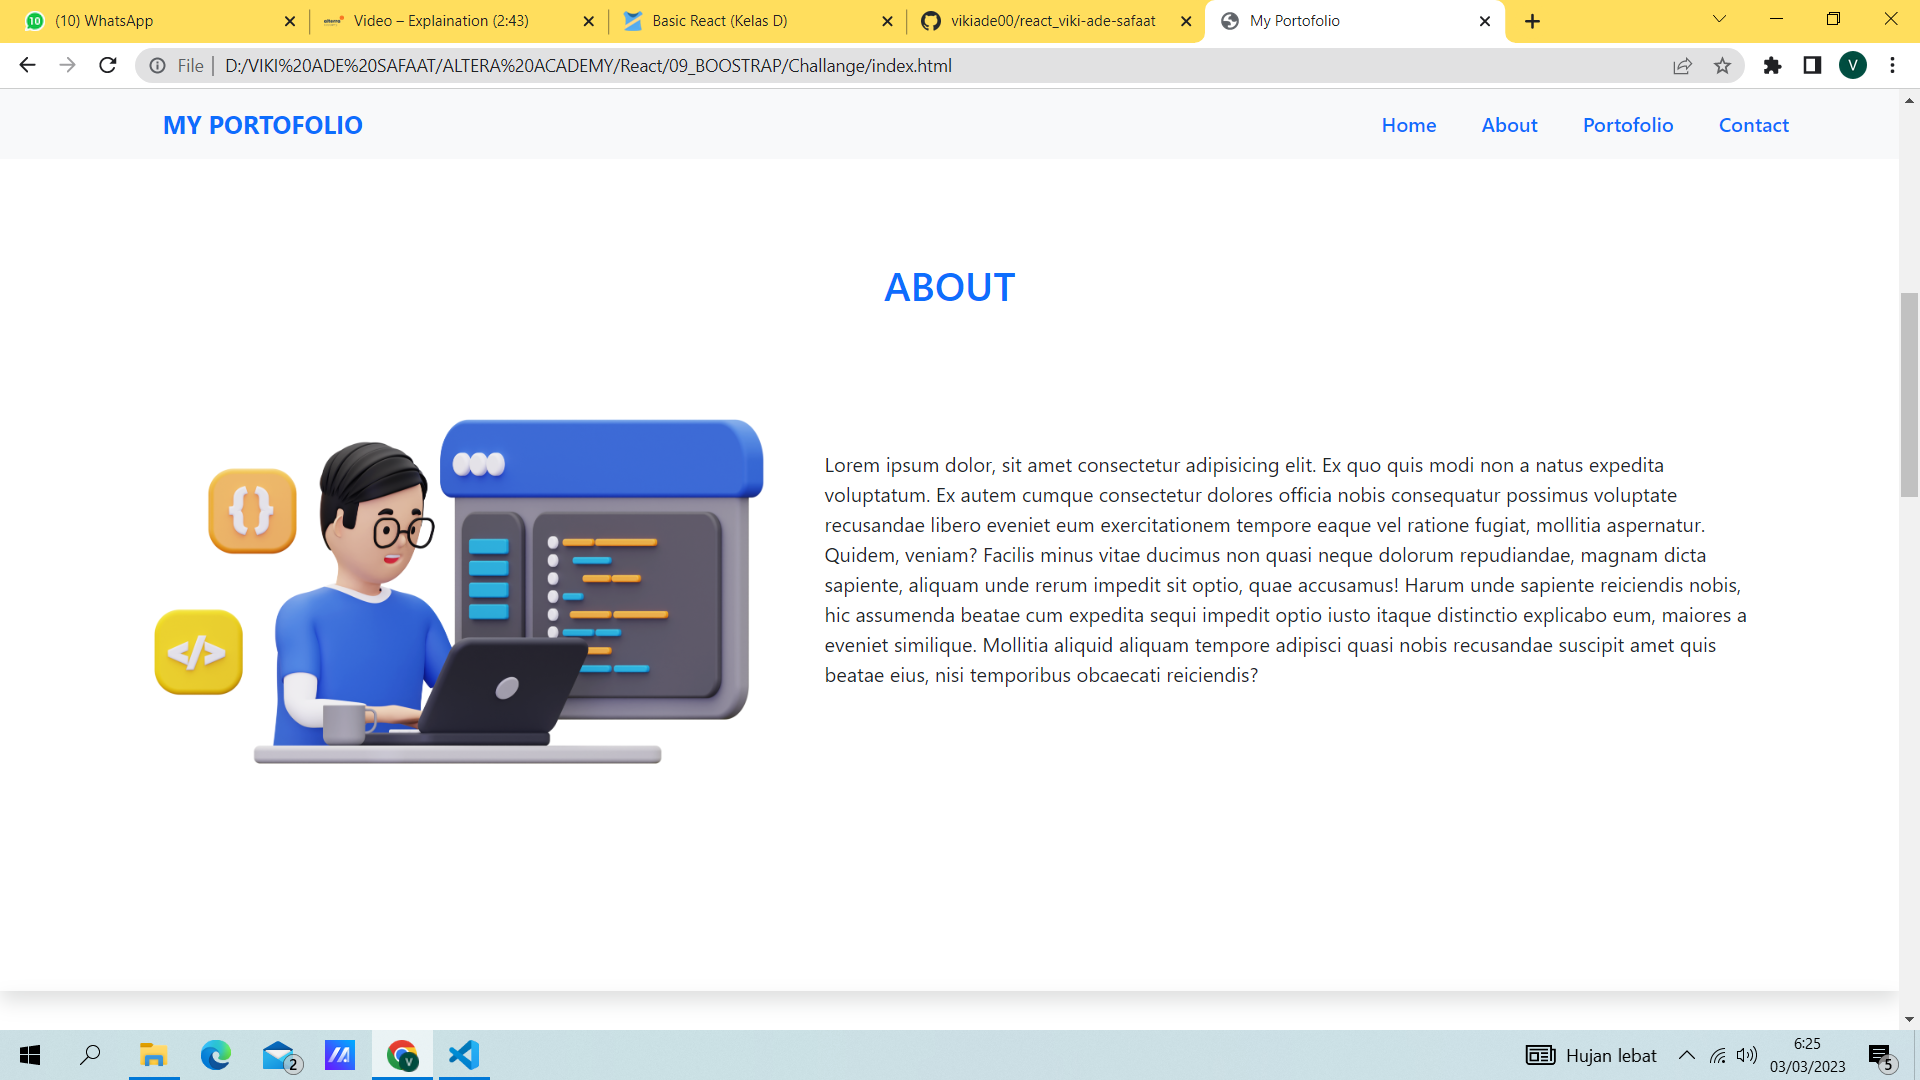 (10) WhatsApp
Video – Explaination (2:43)
Basic React (Kelas D)
vikiade00/react_viki-ade-safaat
My Portofolio
File | D:/VIKI%20ADE%20SAFAAT/ALTERA%20ACADEMY/React/09_BOOSTRAP/Challange/index.html
V
MY PORTOFOLIO
Home
About
Portofolio
Contact
ABOUT
{}
</>
Lorem ipsum dolor, sit amet consectetur adipisicing elit. Ex quo quis modi non a natus expedita
voluptatum. Ex autem cumque consectetur dolores officia nobis consequatur possimus voluptate
recusandae libero eveniet eum exercitationem tempore eaque vel ratione fugiat, mollitia aspernatur.
Quidem, veniam? Facilis minus vitae ducimus non quasi neque dolorum repudiandae, magnam dicta
sapiente, aliquam unde rerum impedit sit optio, quae accusamus! Harum unde sapiente reiciendis nobis,
hic assumenda beatae cum expedita sequi impedit optio iusto itaque distinctio explicabo eum, maiores a
eveniet similique. Mollitia aliquid aliquam tempore adipisci quasi nobis recusandae suscipit amet quis
beatae eius, nisi temporibus obcaecati reiciendis?
2
V
Hujan lebat
6:25
03/03/2023
5